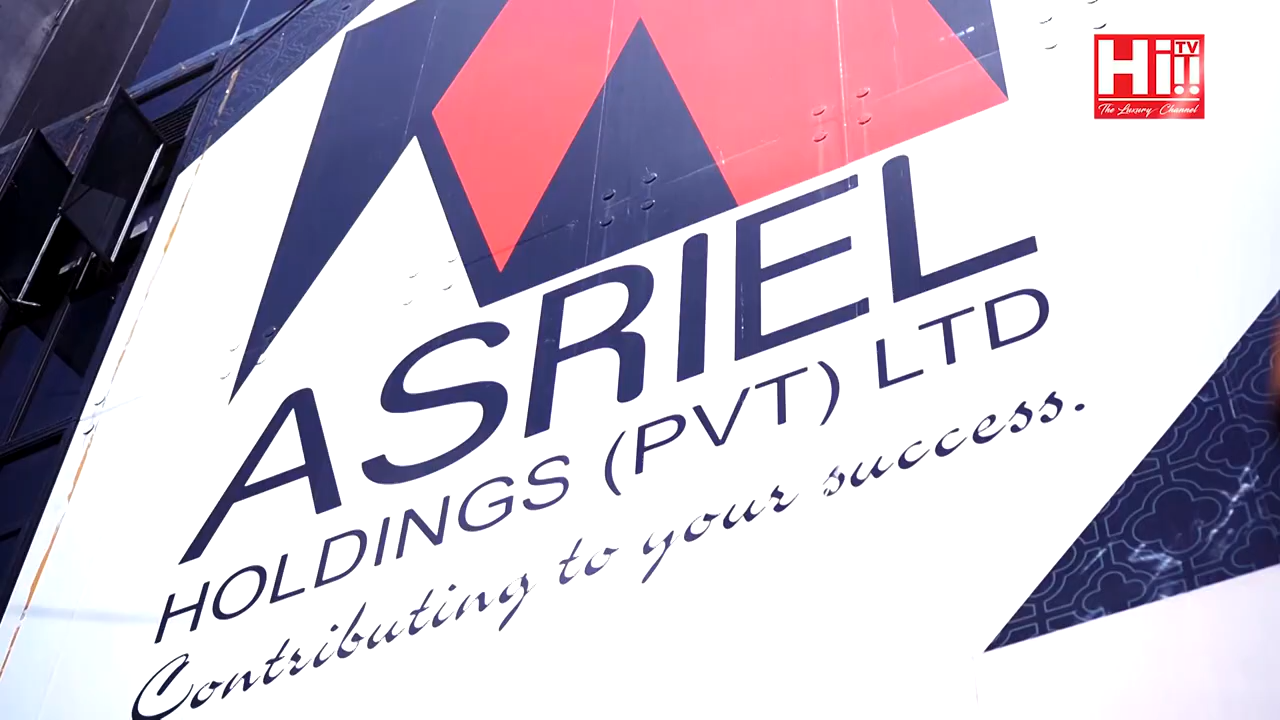 Hi!!
TV
The Luxury Channel
ASRIEL
HOLDINGS (PVT) LTD
Contributing to your success.